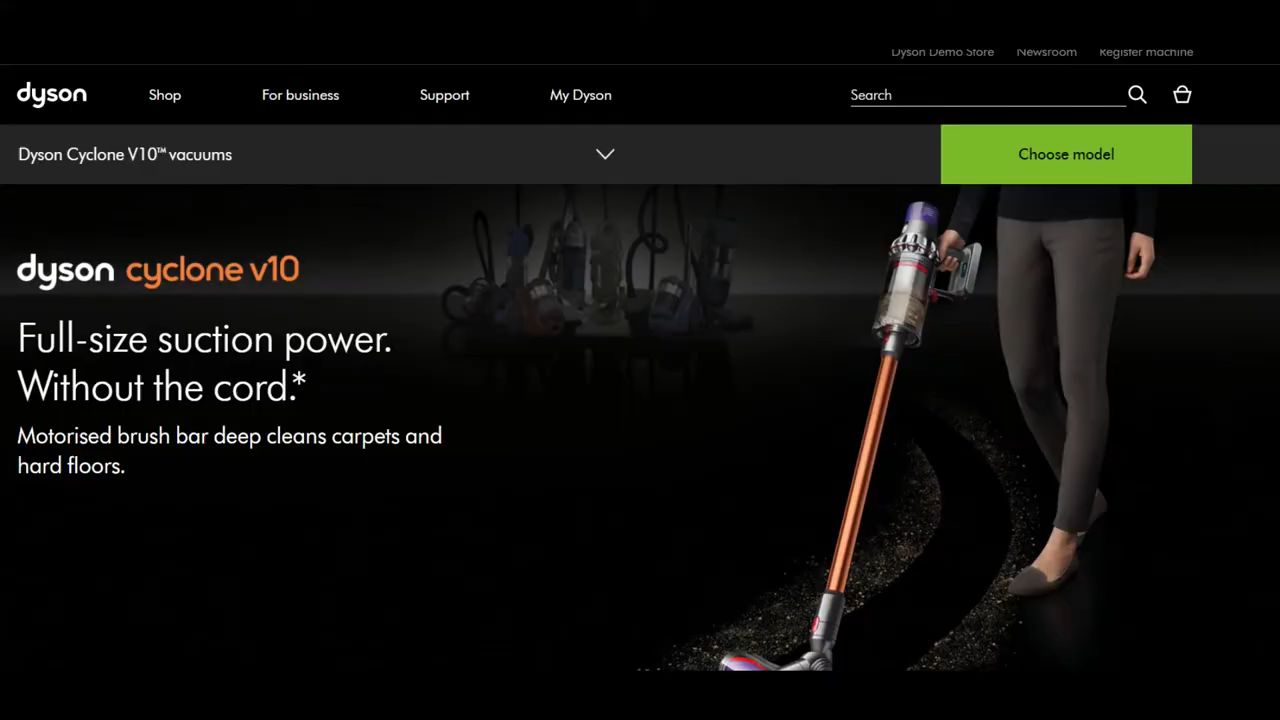 Dyson Demo Store Newsroom Register machine
dyson Shop For business Support My Dyson Search
Dyson Cyclone V10™ vacuums Choose model
dyson cyclone v10
Full-size suction power.
Without the cord.*
Motorised brush bar deep cleans carpets and
hard floors.